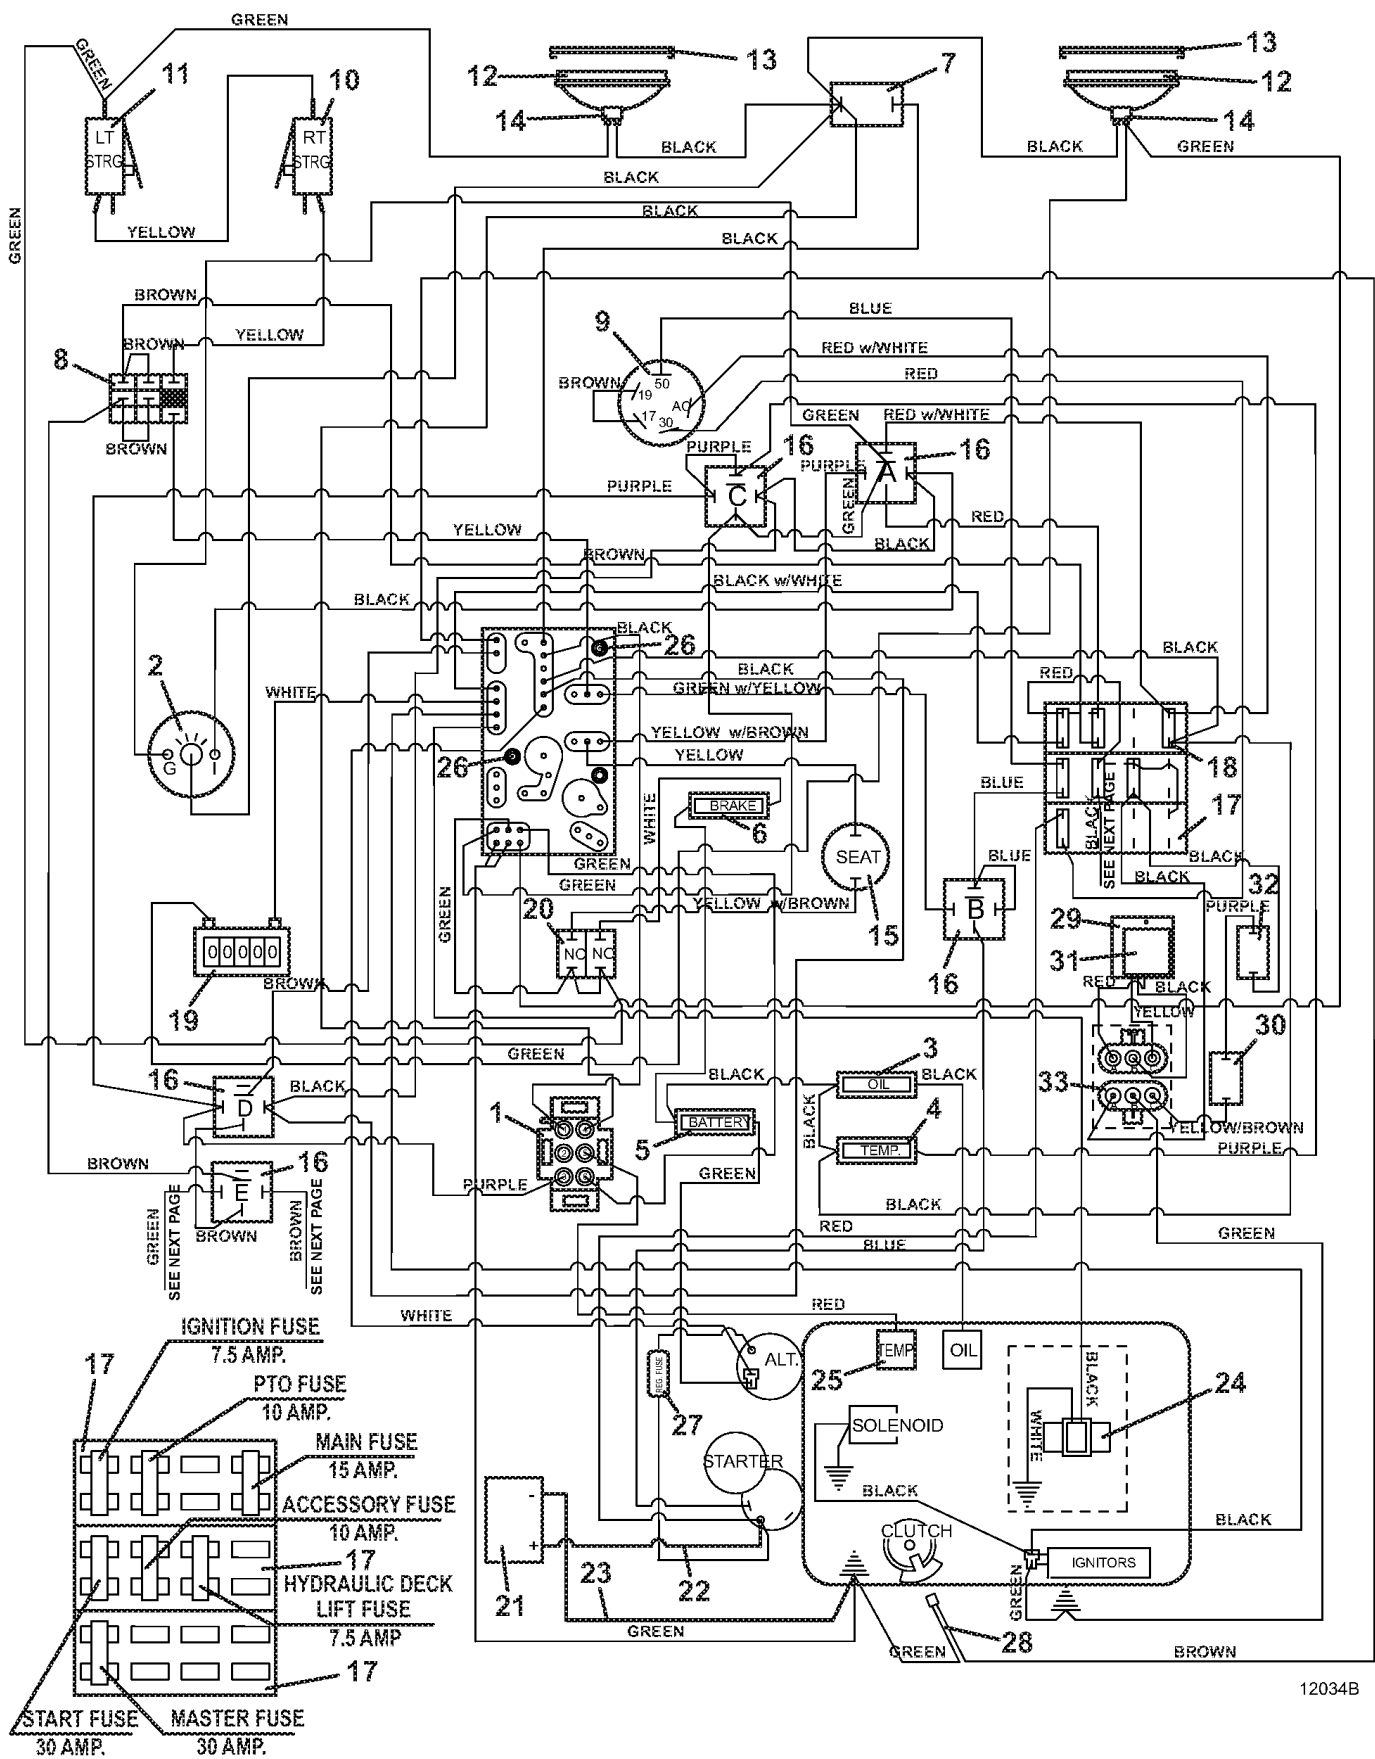 GREEN
GREEN
11
10
12
13
14
7
13
12
14
LT
STRG
RT
STRG
BLACK
BLACK
GREEN
BLACK
BLACK
YELLOW
BLACK
GREEN
BROWN
YELLOW
BLUE
9
RED w/WHITE
BROWN
8
BROWN
50
19
AC
17
30
RED
BROWN
GREEN
RED w/WHITE
PURPLE
16
PURPLE
16
A
C
PURPLE
GREEN
RED
YELLOW
BLACK
BROWN
BLACK w/WHITE
BLACK
BLACK
26
BLACK
BLACK
2
WHITE
GREEN w/YELLOW
RED
G
I
YELLOW w/BROWN
YELLOW
26
18
BLUE
17
WHITE
BRAKE
6
BLACK
SEE NEXT PAGE
SEAT
GREEN
GREEN
BLUE
BLACK
BLACK
32
20
YELLOW w/BROWN
15
B
PURPLE
GREEN
29
00000
NC
NC
16
31
BROWN
RED
BLACK
19
YELLOW
30
GREEN
3
16
BLACK
BLACK
OIL
BLACK
33
D
1
5
BATTERY
BLACK
4
TEMP.
YELLOW/BROWN
PURPLE
BROWN
16
GREEN
PURPLE
E
BLACK
BROWN
GREEN
SEE NEXT PAGE
BROWN
SEE NEXT PAGE
RED
BLUE
GREEN
WHITE
RED
IGNITION FUSE
7.5 AMP.
17
PTO FUSE
10 AMP.
MAIN FUSE
15 AMP.
ACCESSORY FUSE
10 AMP.
17
HYDRAULIC DECK
LIFT FUSE
7.5 AMP
17
START FUSE
30 AMP.
MASTER FUSE
30 AMP.
ALT.
TEMP
OIL
25
REG. FUSE
27
BLACK
WHITE
24
SOLENOID
STARTER
BLACK
BLACK
-
+
CLUTCH
IGNITORS
21
23
22
GREEN
GREEN
28
GREEN
BROWN
12034B